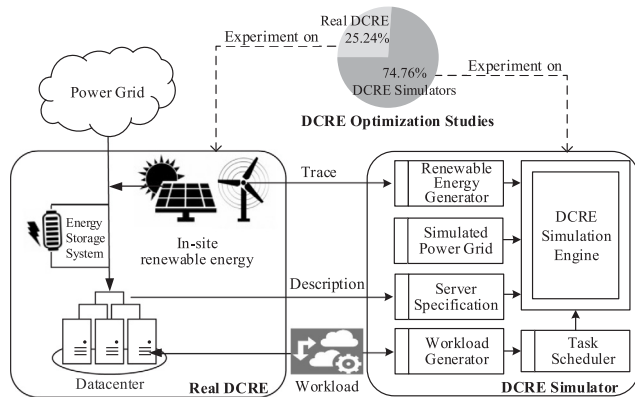 Real DCRE
25.24%
Experiment on
74.76%
DCRE Simulators
Experiment on
DCRE Optimization Studies
Power Grid
Trace
Renewable
Energy
Generator
Energy
Storage
System
In-site
renewable energy
Simulated
Power Grid
DCRE
Simulation
Engine
Description
Server
Specification
Workload
Generator
Task
Scheduler
Datacenter
Real DCRE
Workload
DCRE Simulator